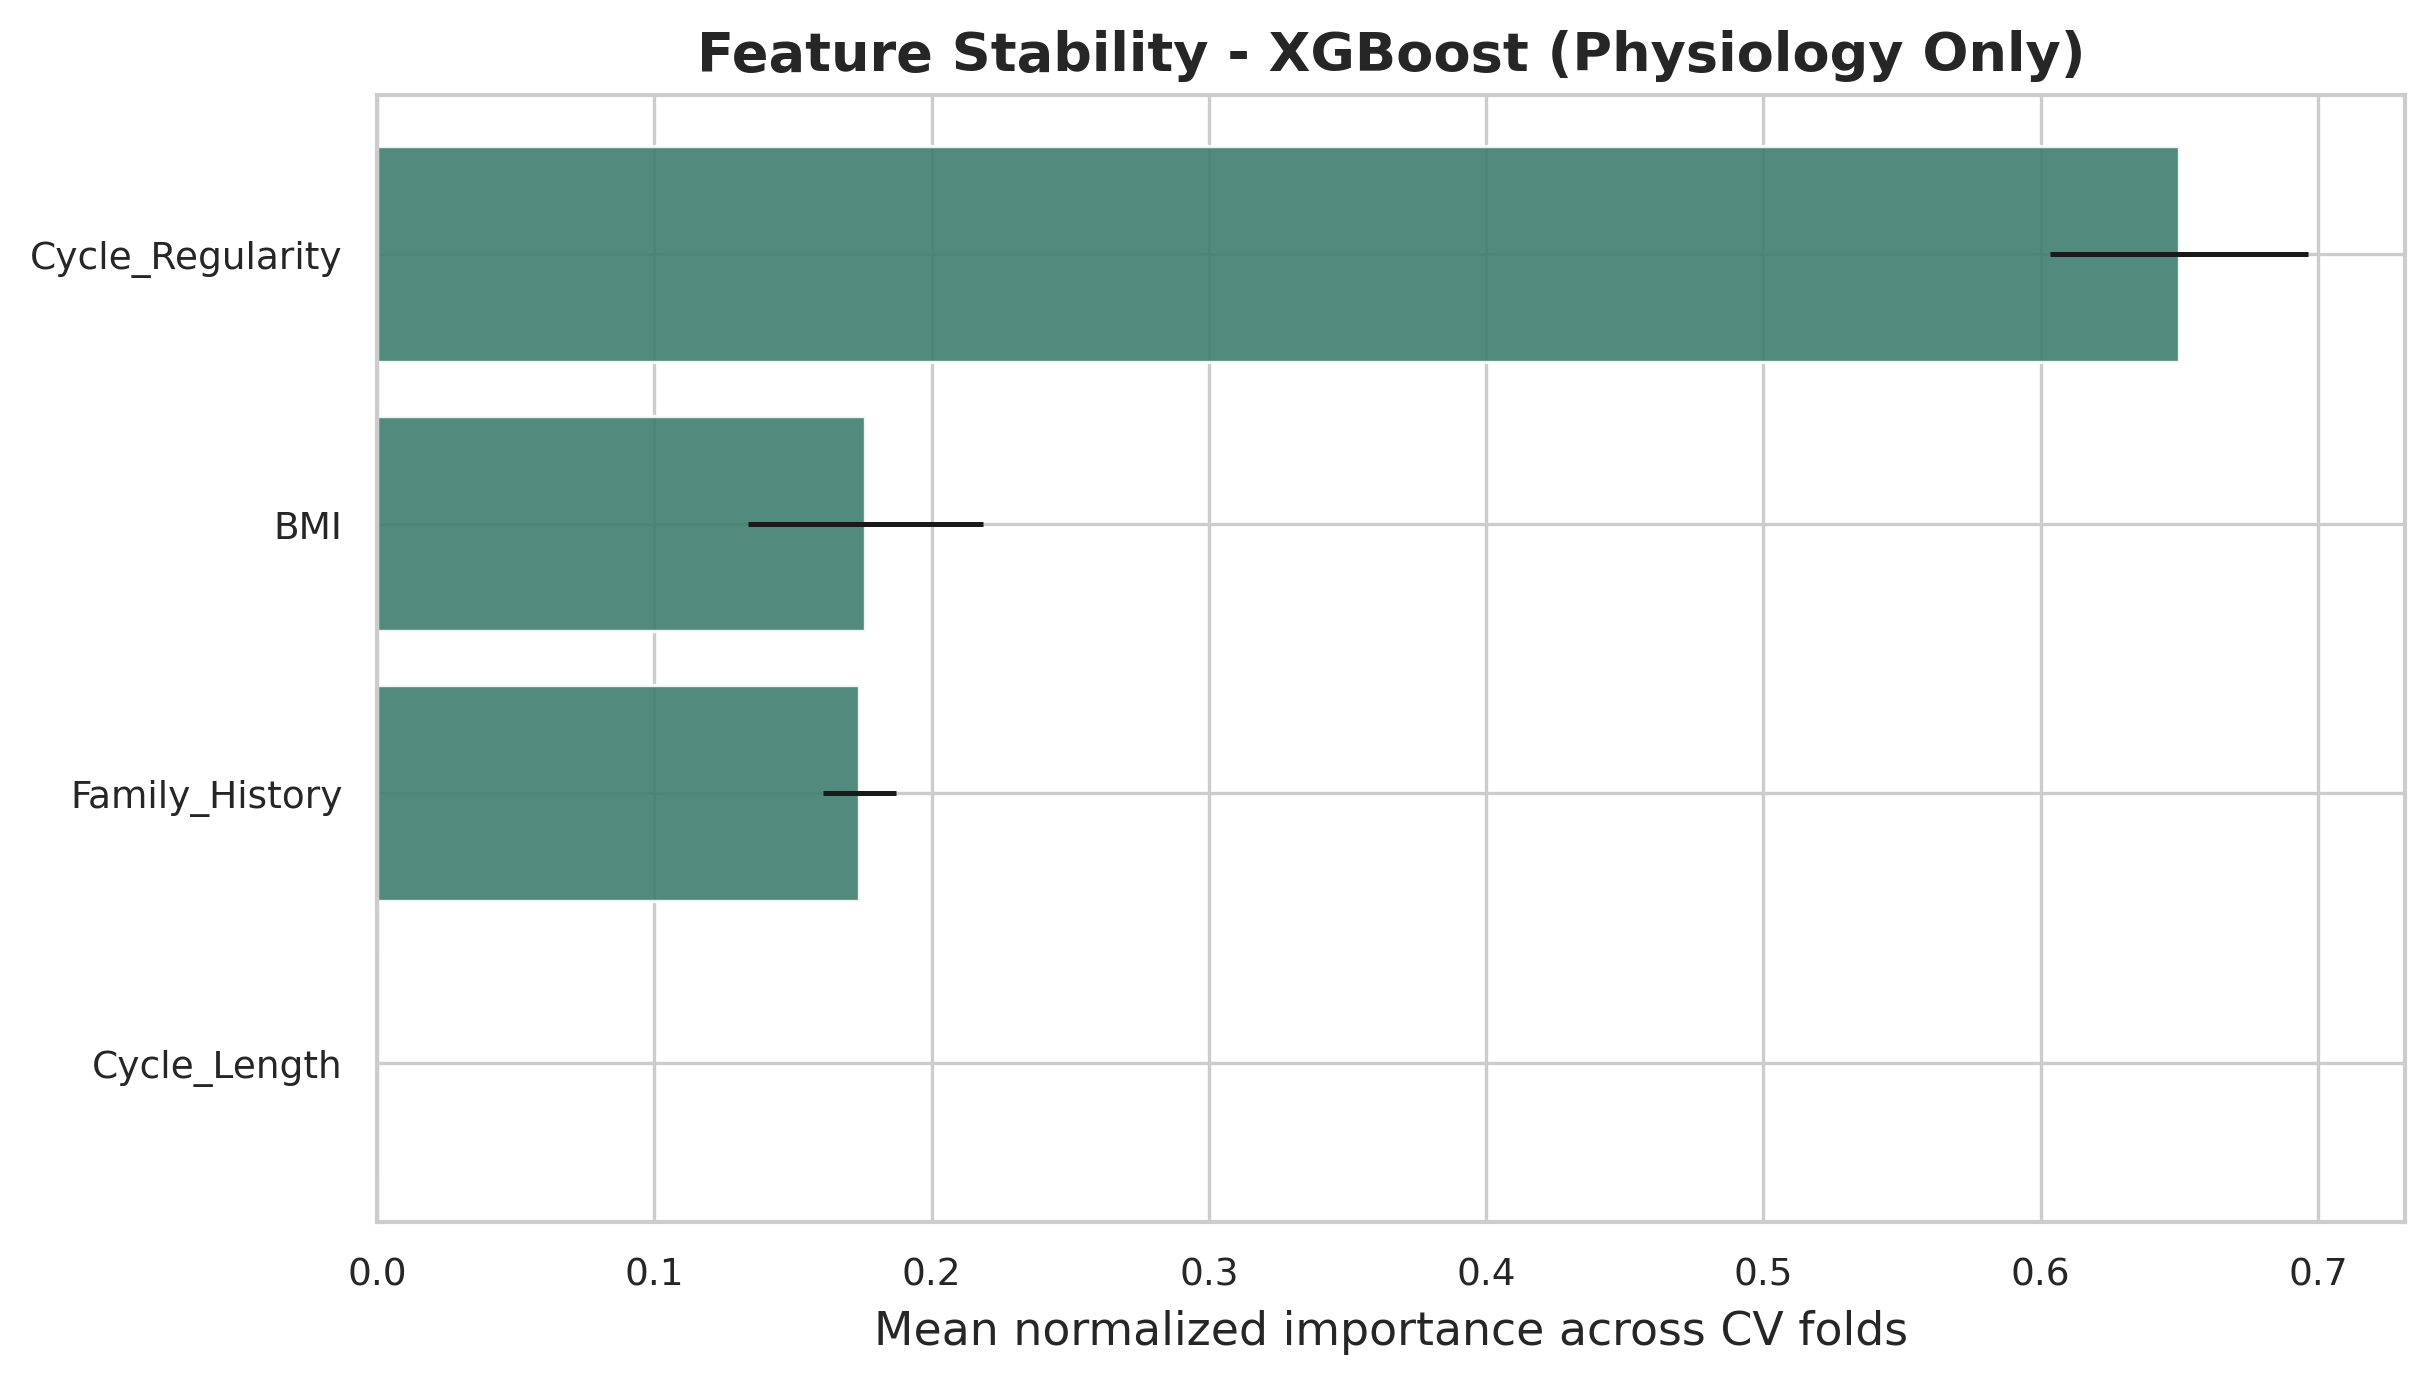 Feature Stability - XGBoost (Physiology Only)
Cycle_Regularity
BMI
Family_History
Cycle_Length
0.0 0.1 0.2 0.3 0.4 0.5 0.6 0.7
Mean normalized importance across CV folds